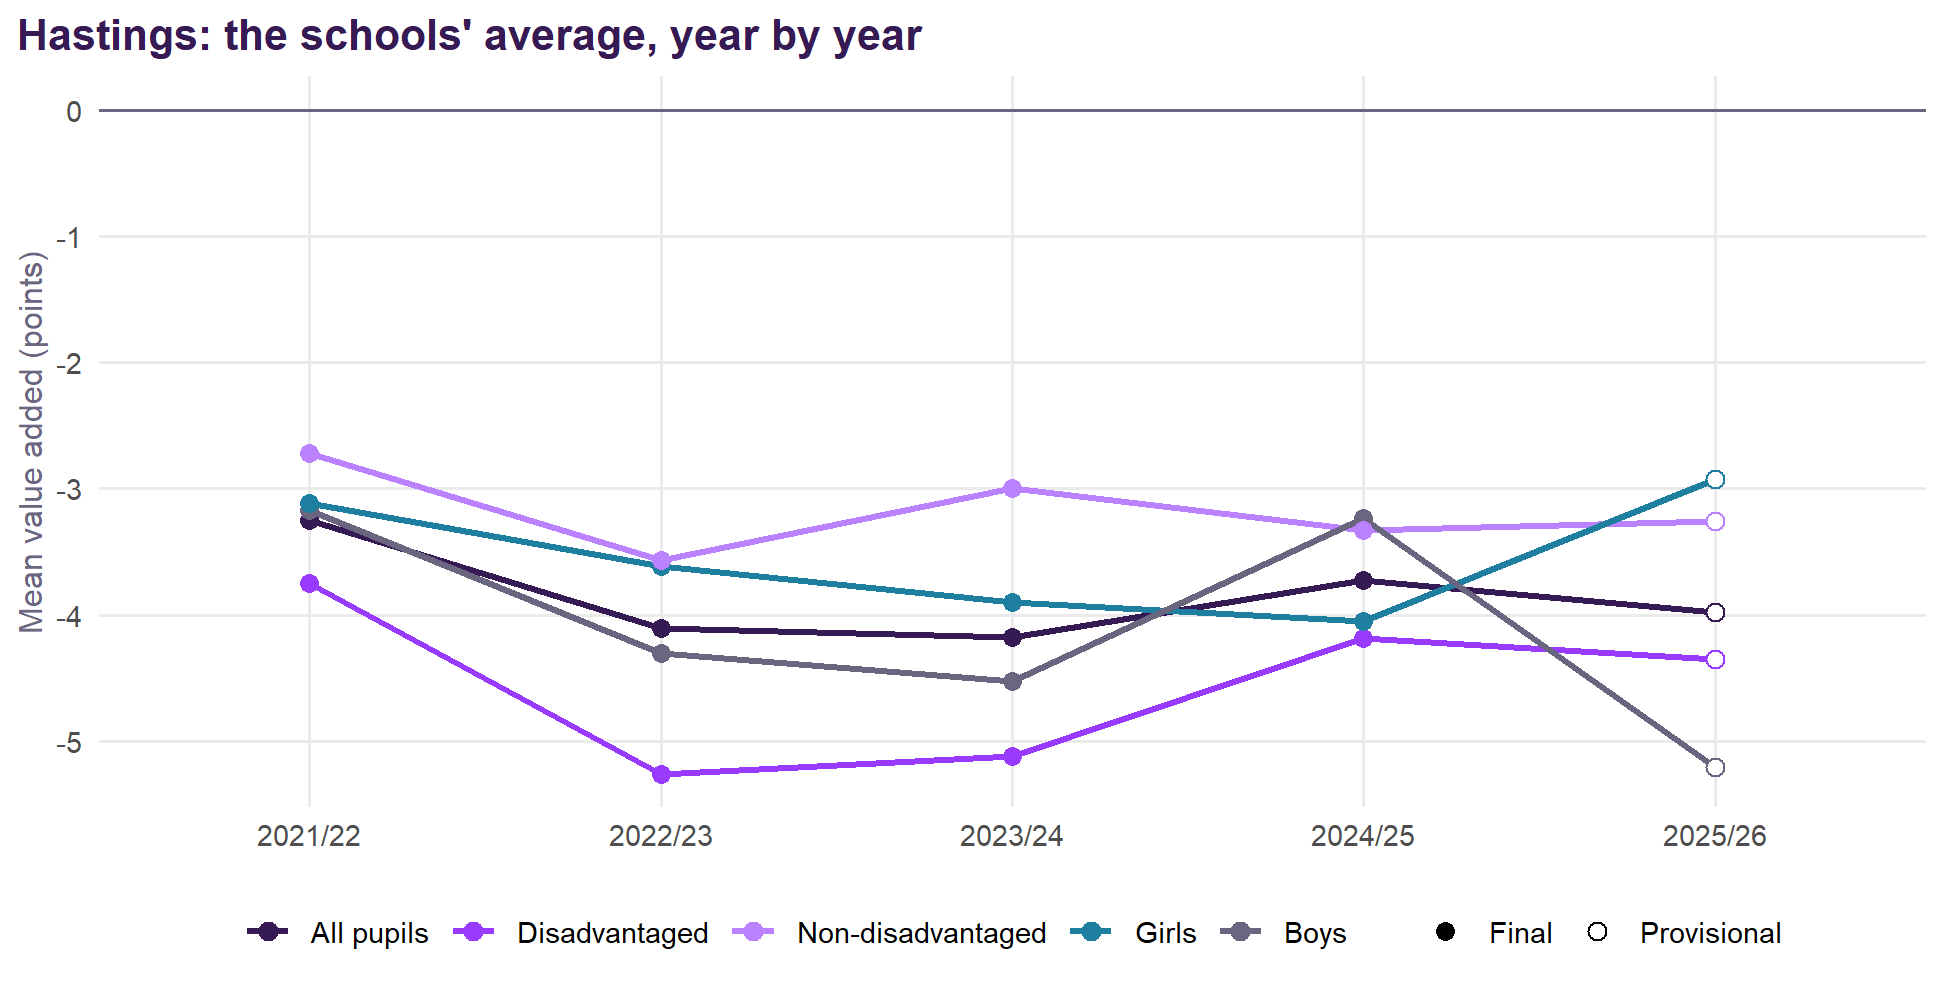 Hastings: the schools' average, year by year
Mean value added (points)
0
-1
-2
-3
-4
-5
2021/22 2022/23 2023/24 2024/25 2025/26
All pupils Disadvantaged Non-disadvantaged Girls Boys Final Provisional